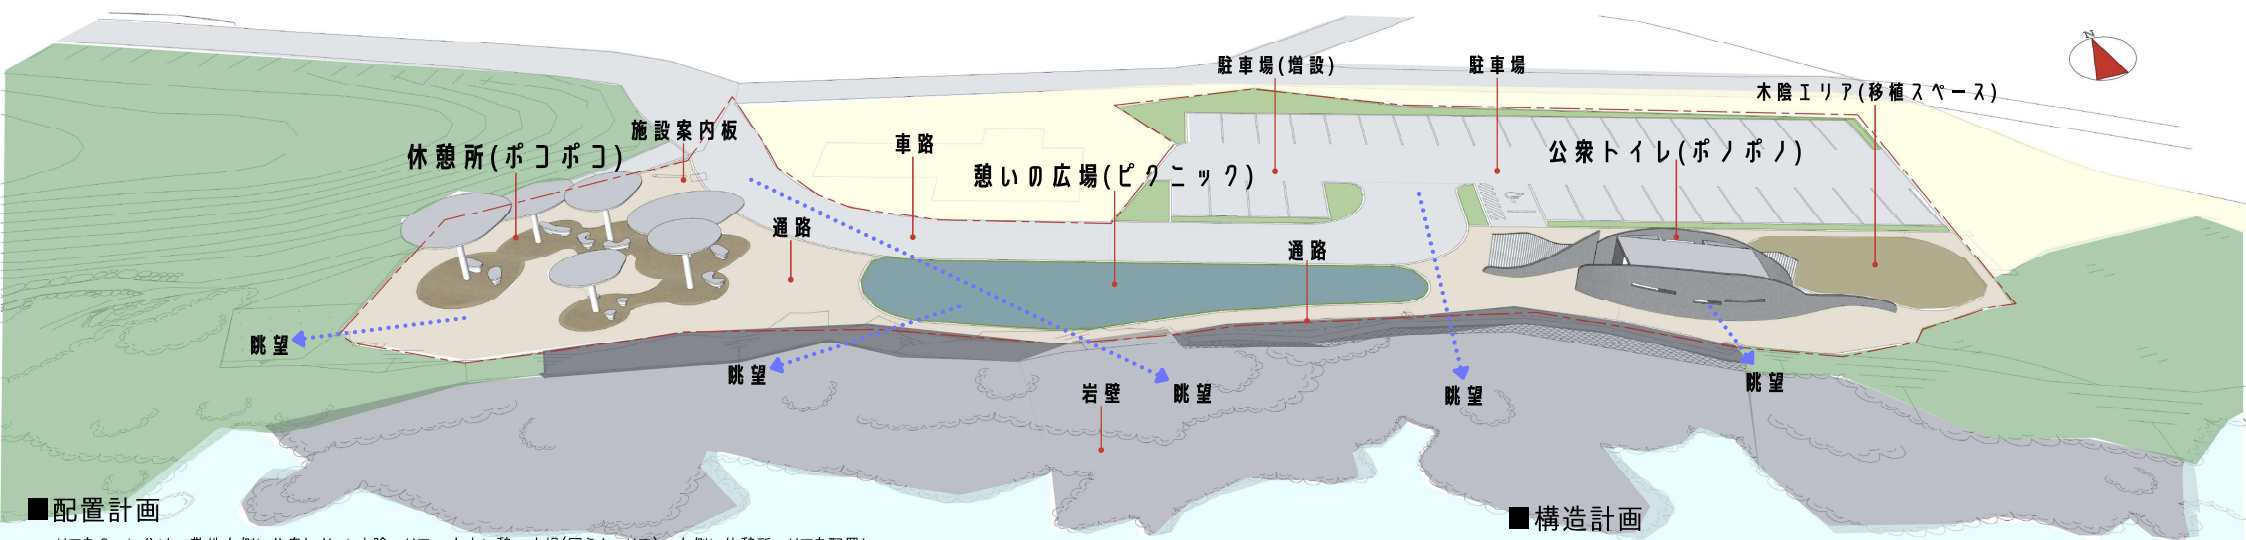 N
駐車場(増設)
駐車場
木陰エリア(移植スペース)
施設案内板
休憩所(ポコポコ)
車路
憩いの広場(ピクニック)
公衆トイレ(ポノポノ)
通路
通路
眺望
眺望
眺望
眺望
眺望
岩壁
■配置計画
■構造計画